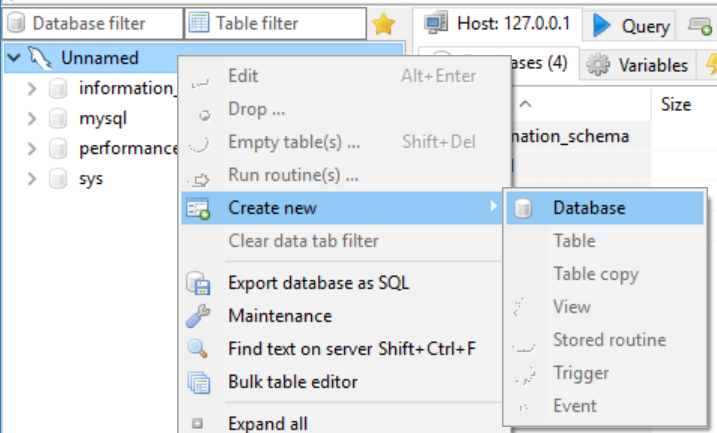 Database filter
Table filter
Host: 127.0.0.1
Query
Unnamed
ases (4)
Variables
information_
mysql
performance
sys
Size
mation_schema
Edit Alt+Enter
Drop ...
Empty table(s) ... Shift+Del
Run routine(s) ...
Create new
Clear data tab filter
Export database as SQL
Maintenance
Find text on server Shift+Ctrl+F
Bulk table editor
Expand all
Database
Table
Table copy
View
Stored routine
Trigger
Event